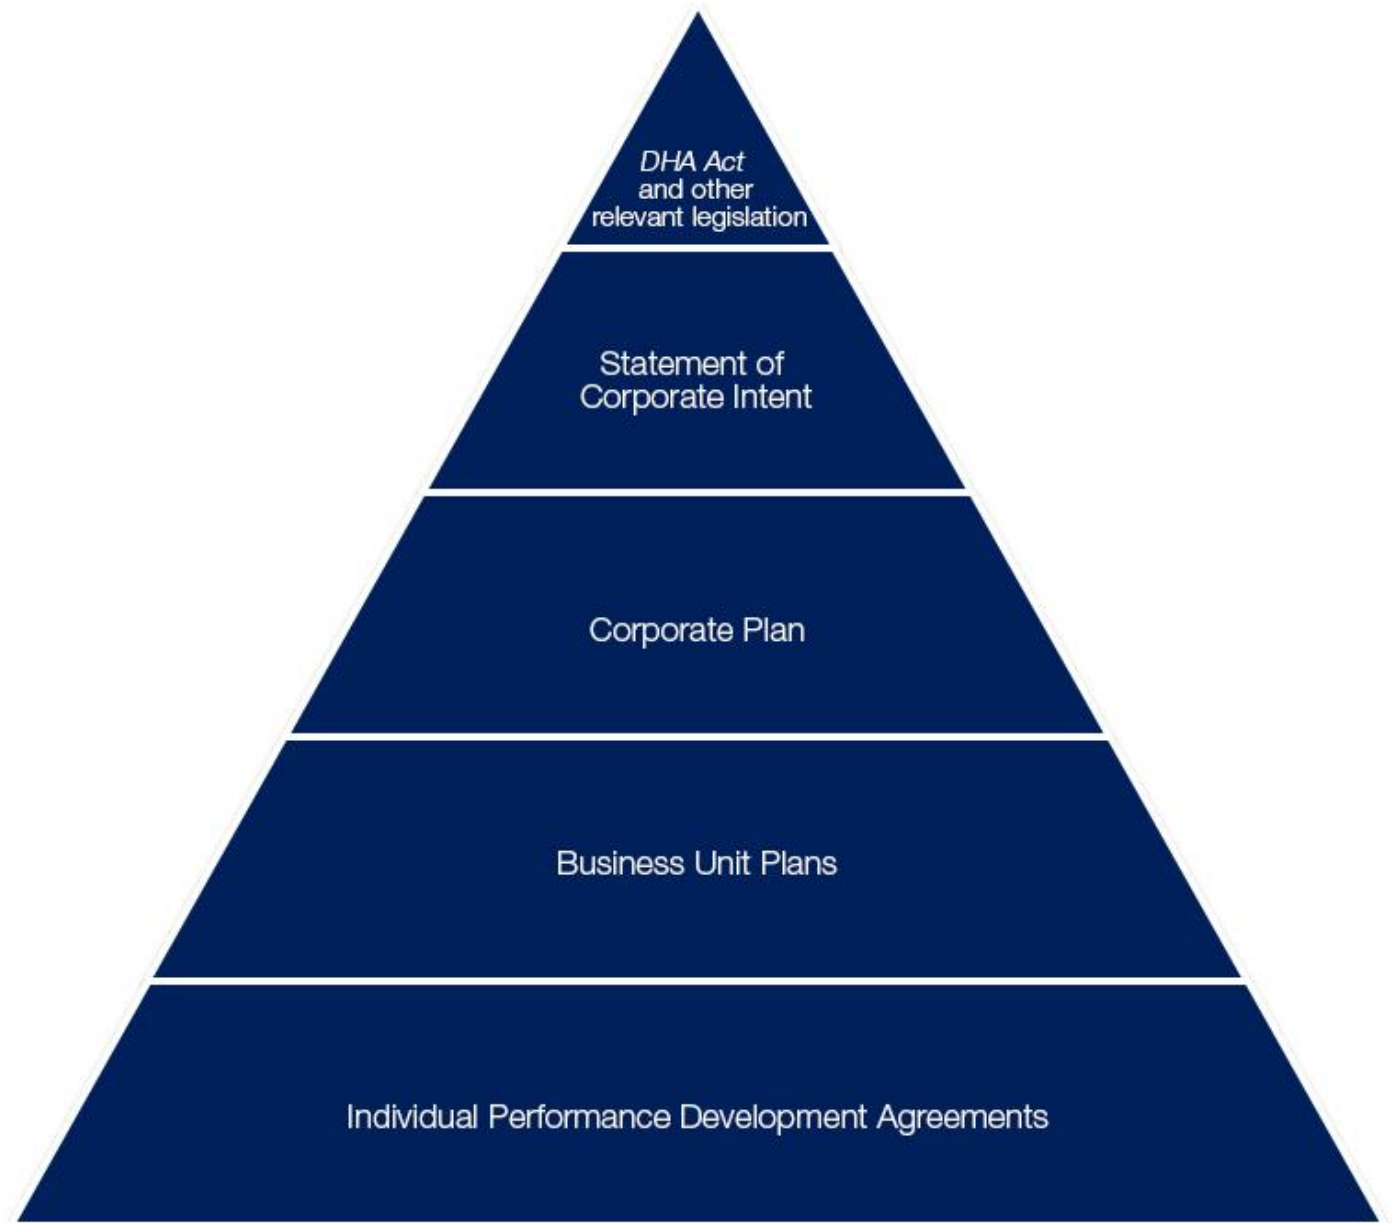 DHA Act
and other
relevant legislation
Statement of
Corporate Intent
Corporate Plan
Business Unit Plans
Individual Performance Development Agreements